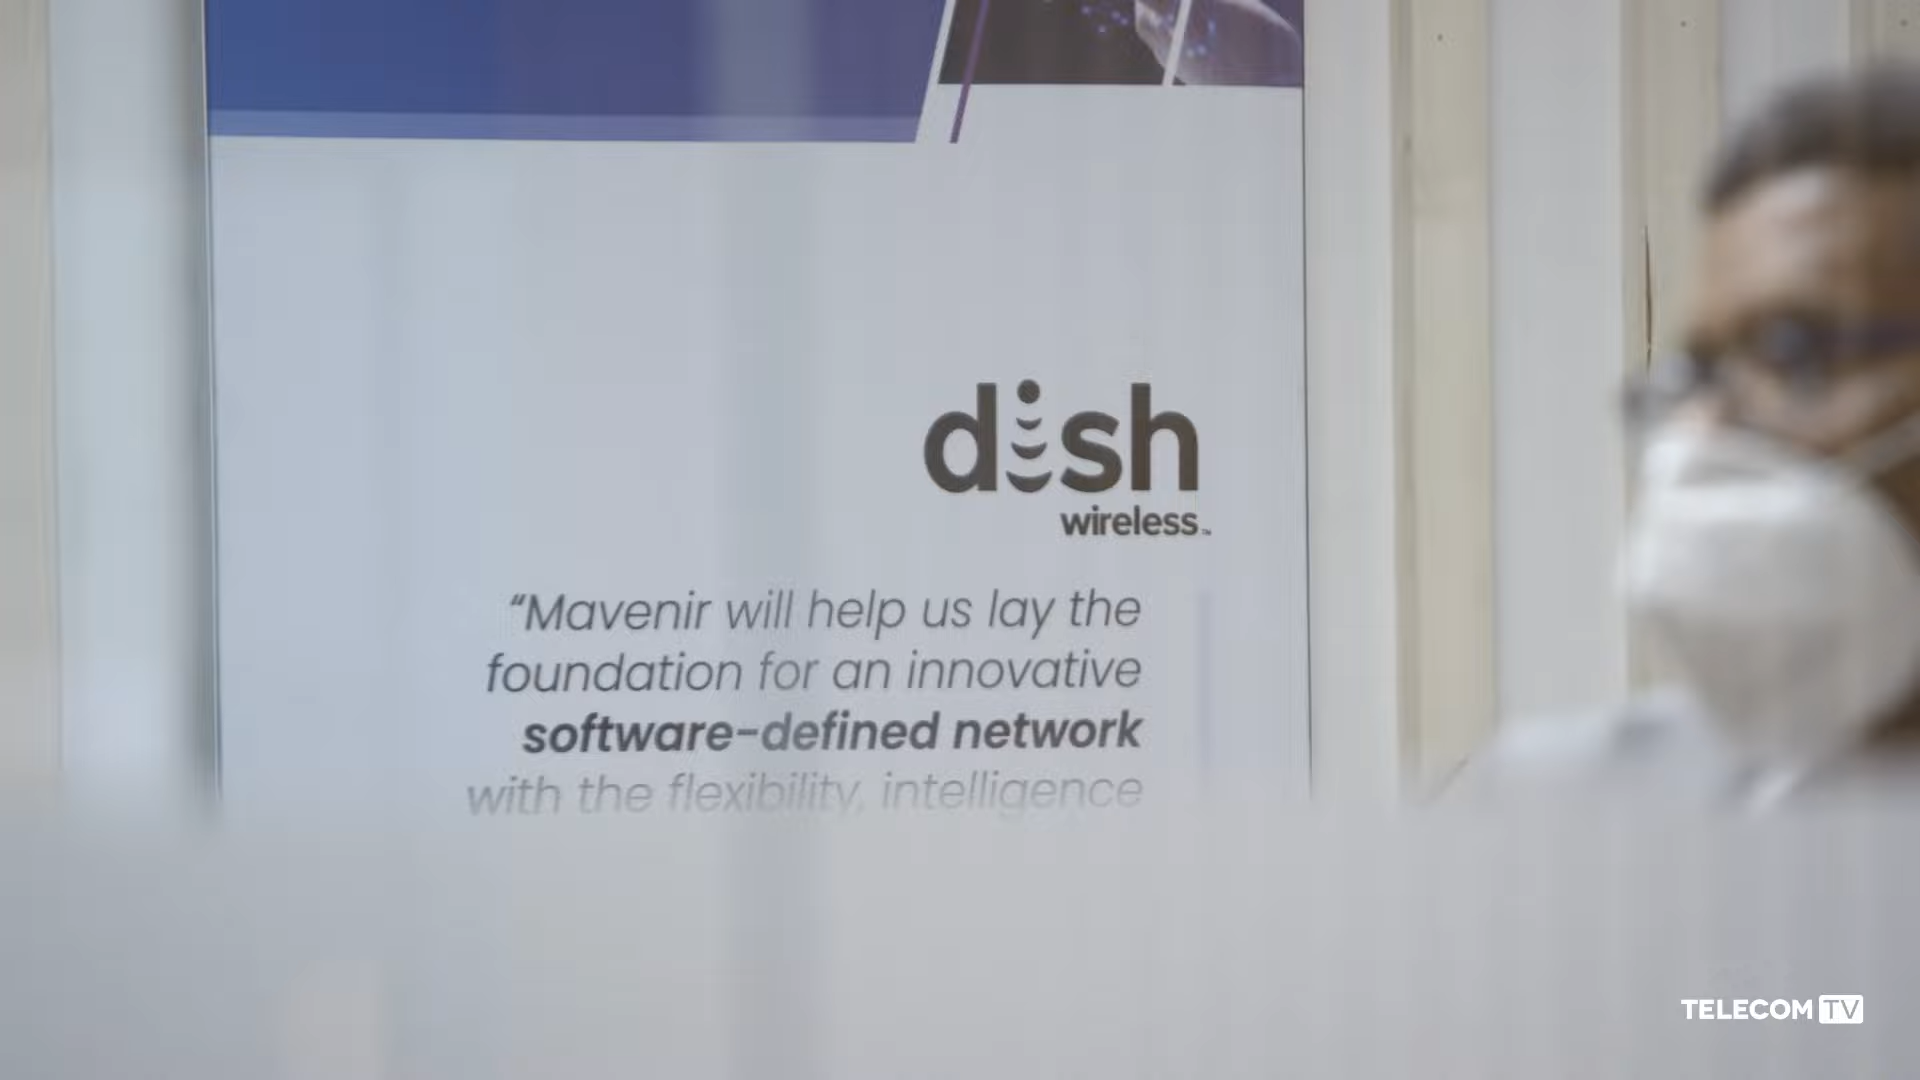 dish
wireless™
“Mavenir will help us lay the
foundation for an innovative
software-defined network
with the flexibility, intelligence
TELECOM TV